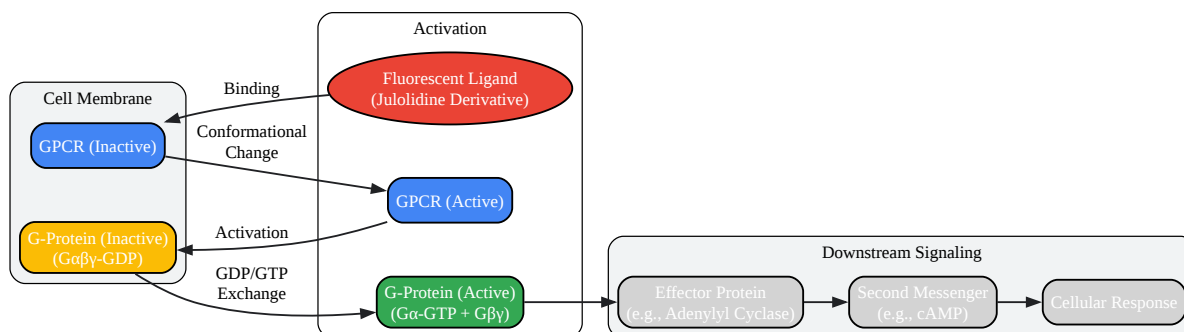 Activation
Fluorescent Ligand
(Julolidine Derivative)
Binding
Cell Membrane
GPCR (Inactive)
Conformational
Change
GPCR (Active)
G-Protein (Inactive)
(Gαβγ-GDP)
Activation
GDP/GTP
Exchange
G-Protein (Active)
(Gα-GTP + Gβγ)
Downstream Signaling
Effector Protein
(e.g., Adenylyl Cyclase)
Second Messenger
(e.g., cAMP)
Cellular Response